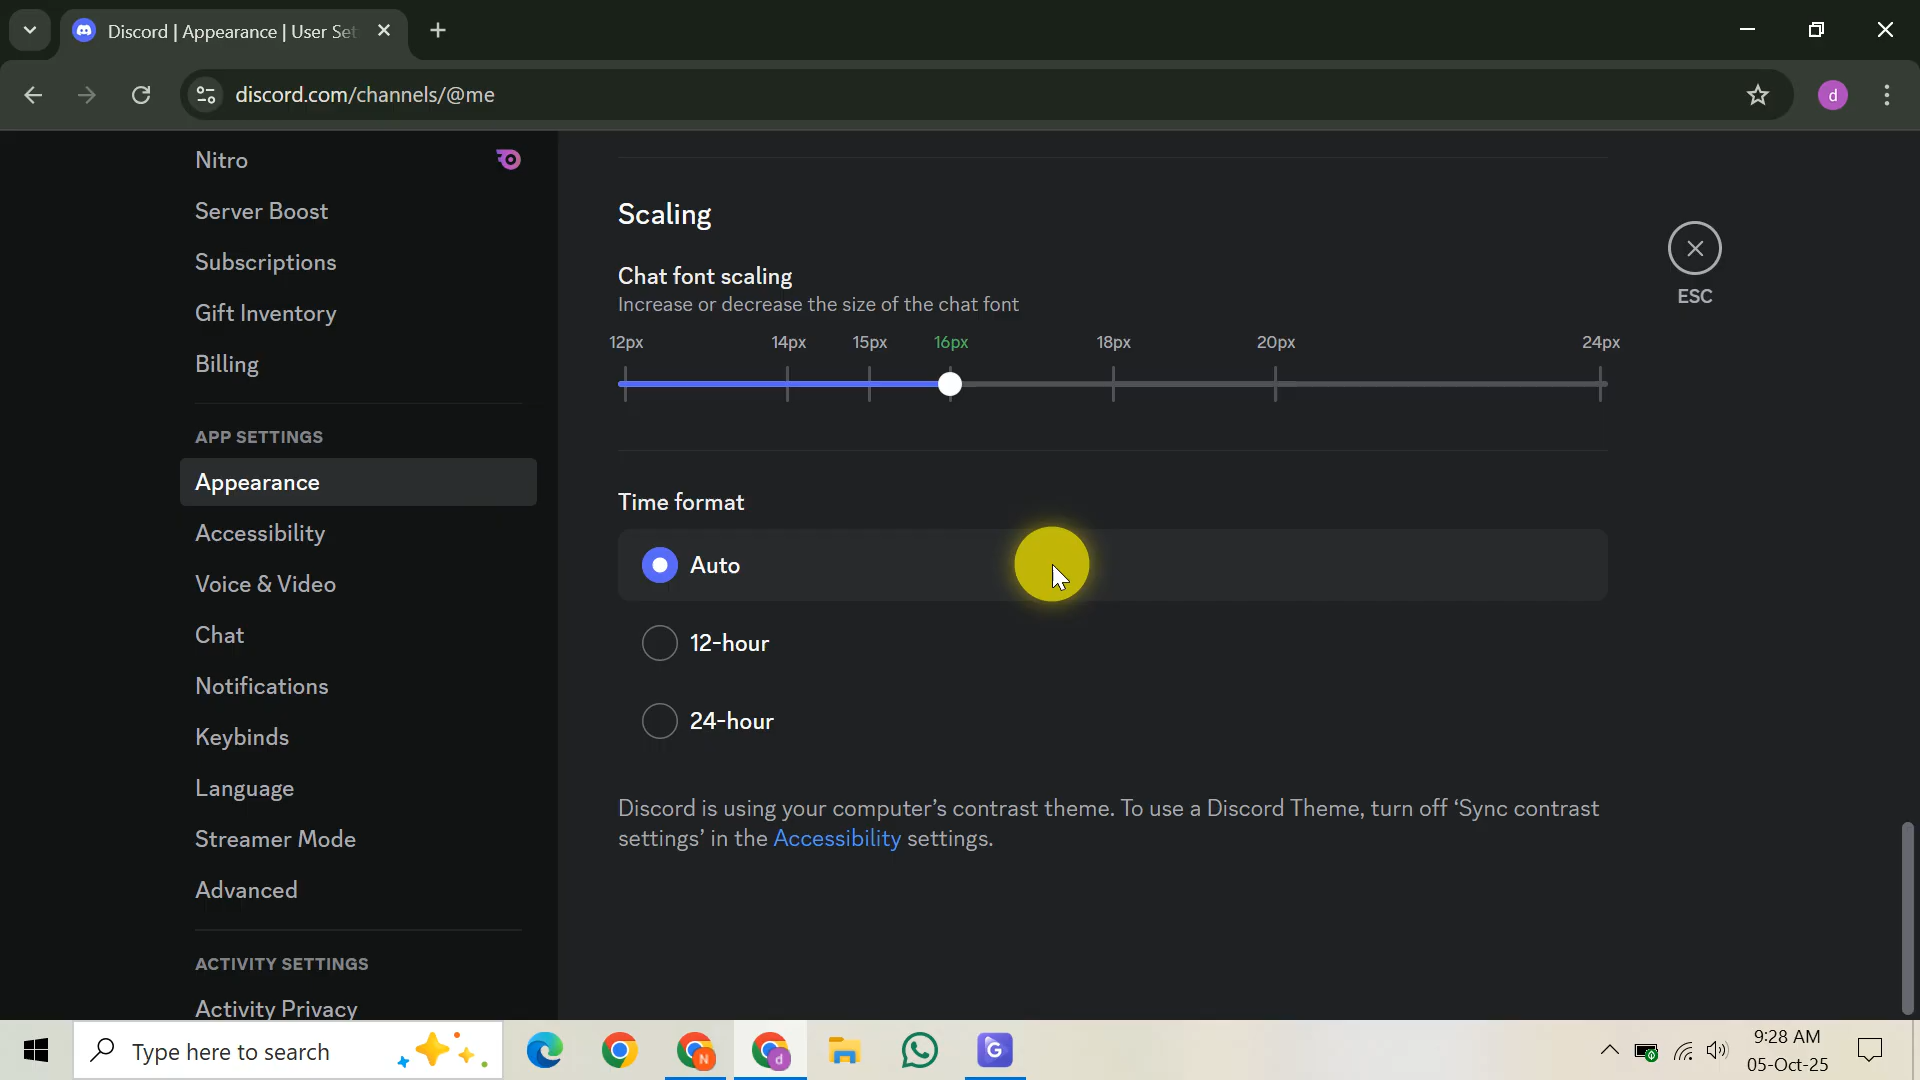 Discord | Appearance | User Set
discord.com/channels/@me
d
Nitro
Server Boost
Subscriptions
Gift Inventory
Billing
APP SETTINGS
Appearance
Accessibility
Voice & Video
Chat
Notifications
Keybinds
Language
Streamer Mode
Advanced
ACTIVITY SETTINGS
Activity Privacy
Scaling
Chat font scaling
Increase or decrease the size of the chat font
12px 14px 15px 16px 18px 20px 24px
Time format
Auto
12-hour
24-hour
Discord is using your computer’s contrast theme. To use a Discord Theme, turn off ‘Sync contrast
settings’ in the Accessibility settings.
ESC
Type here to search
N
d
G
9:28 AM
05-Oct-25